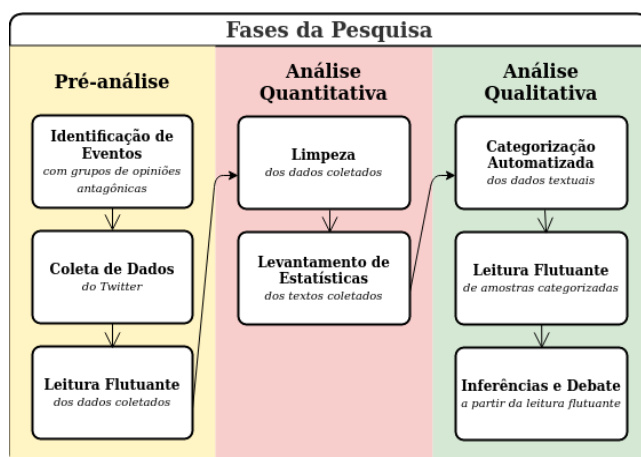 Fases da Pesquisa
Pré-análise
Identificação de
Eventos
com grupos de opiniões
antagônicas
Coleta de Dados
do Twitter
Leitura Flutuante
dos dados coletados
Análise
Quantitativa
Limpeza
dos dados coletados
Levantamento de
Estatísticas
dos textos coletados
Análise
Qualitativa
Categorização
Automatizada
dos dados textuais
Leitura Flutuante
de amostras categorizadas
Inferências e Debate
a partir da leitura flutuante